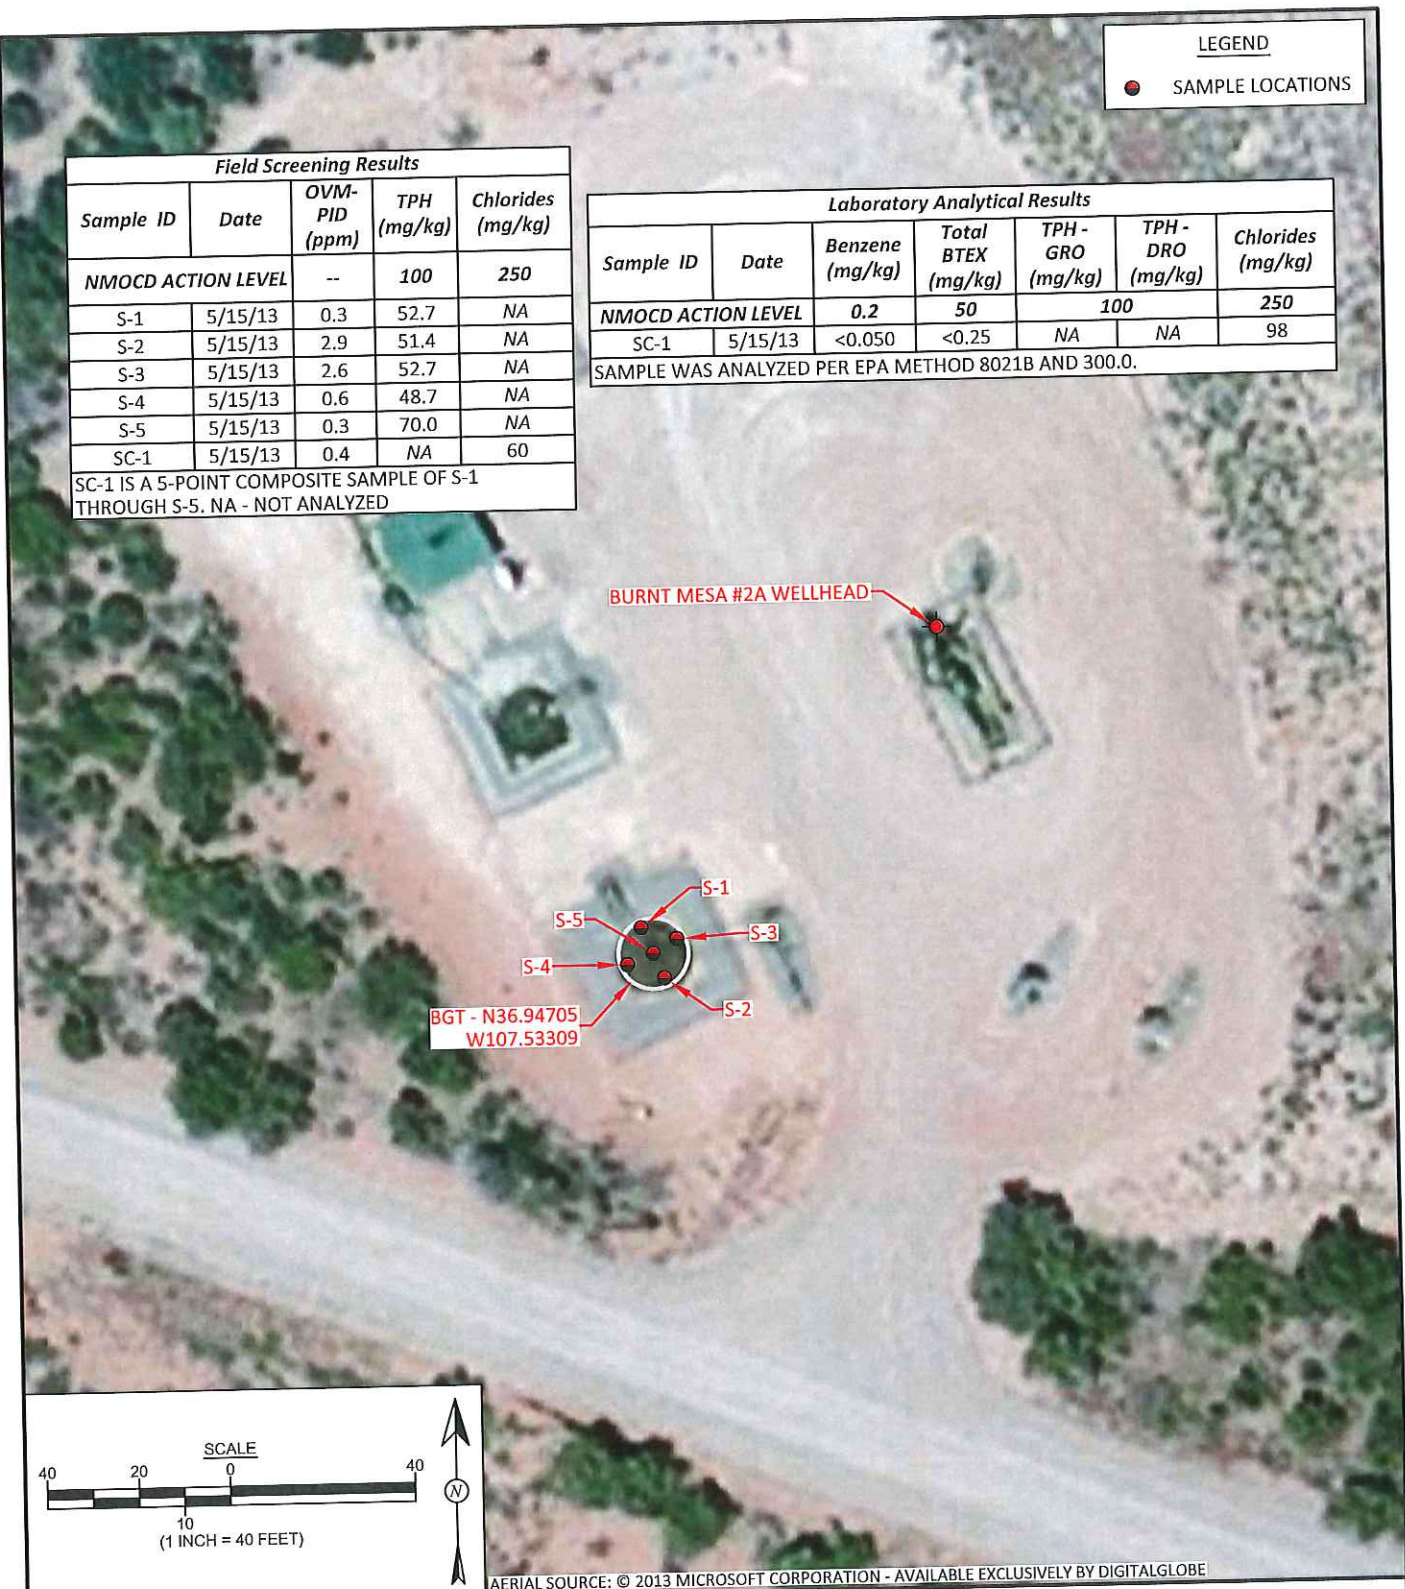 LEGEND
SAMPLE LOCATIONS
Field Screening Results
Sample ID Date OVM-PID (ppm) TPH (mg/kg) Chlorides (mg/kg)
NMOCD ACTION LEVEL -- 100 250
S-1 5/15/13 0.3 52.7 NA
S-2 5/15/13 2.9 51.4 NA
S-3 5/15/13 2.6 52.7 NA
S-4 5/15/13 0.6 48.7 NA
S-5 5/15/13 0.3 70.0 NA
SC-1 5/15/13 0.4 NA 60
SC-1 IS A 5-POINT COMPOSITE SAMPLE OF S-1
THROUGH S-5. NA - NOT ANALYZED
Laboratory Analytical Results
Sample ID Date Benzene (mg/kg) Total BTEX (mg/kg) TPH - GRO (mg/kg) TPH - DRO (mg/kg) Chlorides (mg/kg)
NMOCD ACTION LEVEL 0.2 50 100 250
SC-1 5/15/13 <0.050 <0.25 NA NA 98
SAMPLE WAS ANALYZED PER EPA METHOD 8021B AND 300.0.
BURNT MESA #2A WELLHEAD
S-1
S-5
S-3
S-4
S-2
BGT - N36.94705
W107.53309
SCALE
40 20 0 40
10
(1 INCH = 40 FEET)
N
AERIAL SOURCE: © 2013 MICROSOFT CORPORATION - AVAILABLE EXCLUSIVELY BY DIGITALGLOBE